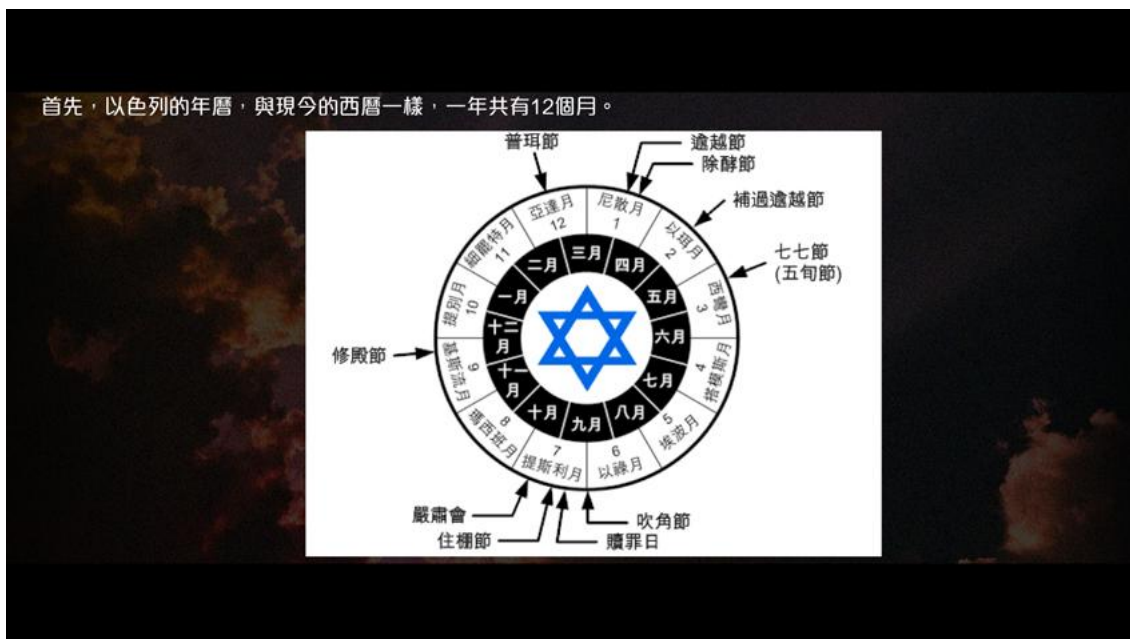 首先，以色列的年曆，與現今的西曆一樣，一年共有12個月。
普珥節
逾越節
除酵節
補過逾越節
七七節
(五旬節)
修殿節
嚴肅會
住棚節
贖罪日
吹角節
尼散月
1
以珥月
2
西彎月
3
搭模斯月
4
埃波月
5
以祿月
6
提斯利月
7
瑪西班月
8
基斯流月
9
提別月
10
細罷特月
11
亞達月
12
三月
四月
五月
六月
七月
八月
九月
十月
十一月
十二月
一月
二月